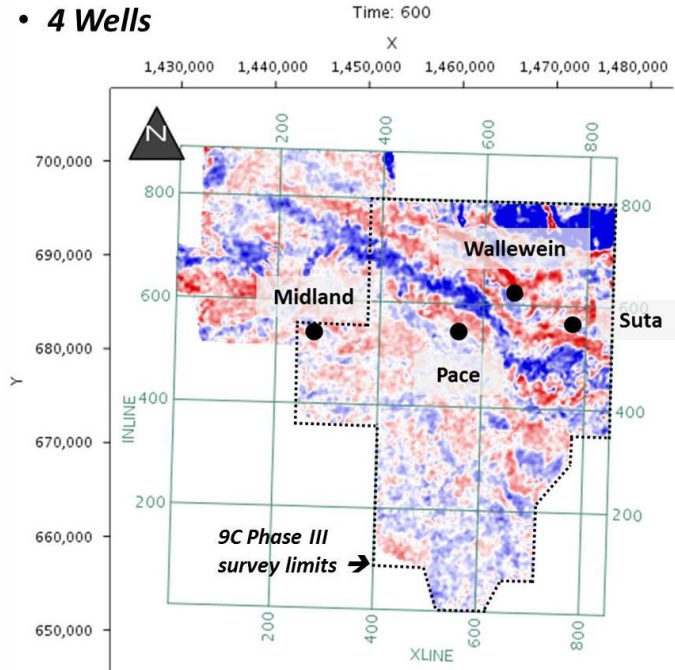 • 4 Wells
Time: 600
X
1,430,000 1,440,000 1,450,000 1,460,000 1,470,000 1,480,000
N
200 400 600 800
700,000
690,000
680,000
670,000
660,000
650,000
Y
800 800
600 600
400 400
200 200
INLINE
Wallewein
Midland
Suta
Pace
9C Phase III
survey limits ➔
200 400 600 800
XLINE